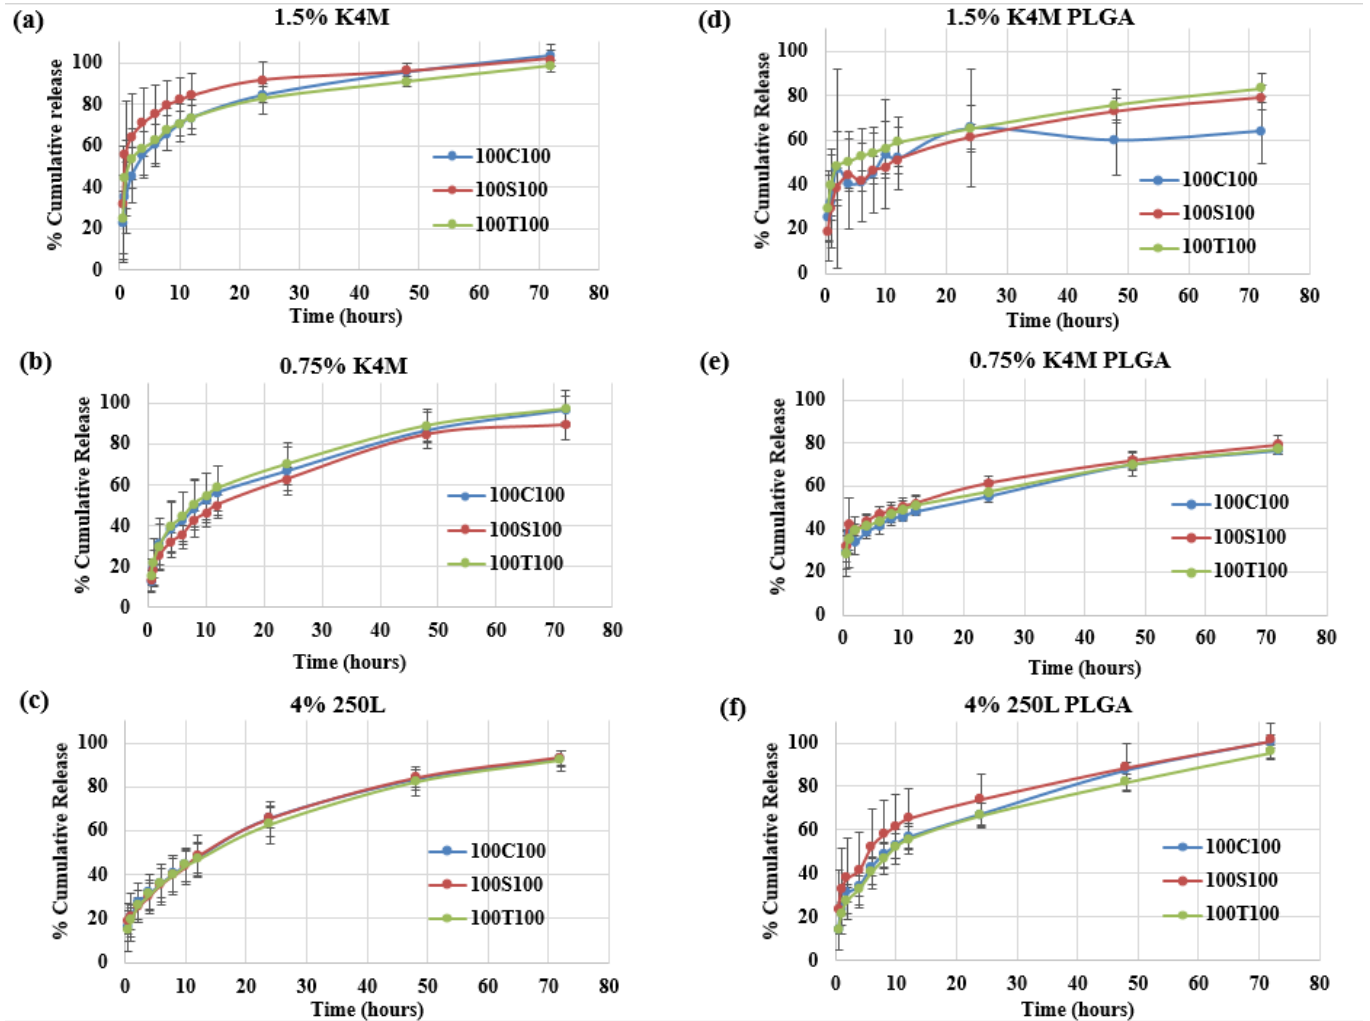 (a)
1.5% K4M
% Cumulative release
100
80
60
40
20
0
100C100
100S100
100T100
0 10 20 30 40 50 60 70 80
Time (hours)
(d)
1.5% K4M PLGA
% Cumulative Release
100
80
60
40
20
0
100C100
100S100
100T100
0 10 20 30 40 50 60 70 80
Time (hours)
(b)
0.75% K4M
% Cumulative Release
100
80
60
40
20
0
100C100
100S100
100T100
0 10 20 30 40 50 60 70 80
Time (hours)
(e)
0.75% K4M PLGA
% Cumulative Release
100
80
60
40
20
0
100C100
100S100
100T100
0 10 20 30 40 50 60 70 80
Time (hours)
(c)
4% 250L
% Cumulative Release
100
80
60
40
20
0
100C100
100S100
100T100
0 10 20 30 40 50 60 70 80
Time (hours)
(f)
4% 250L PLGA
% Cumulative Release
100
80
60
40
20
0
100C100
100S100
100T100
0 10 20 30 40 50 60 70 80
Time (hours)